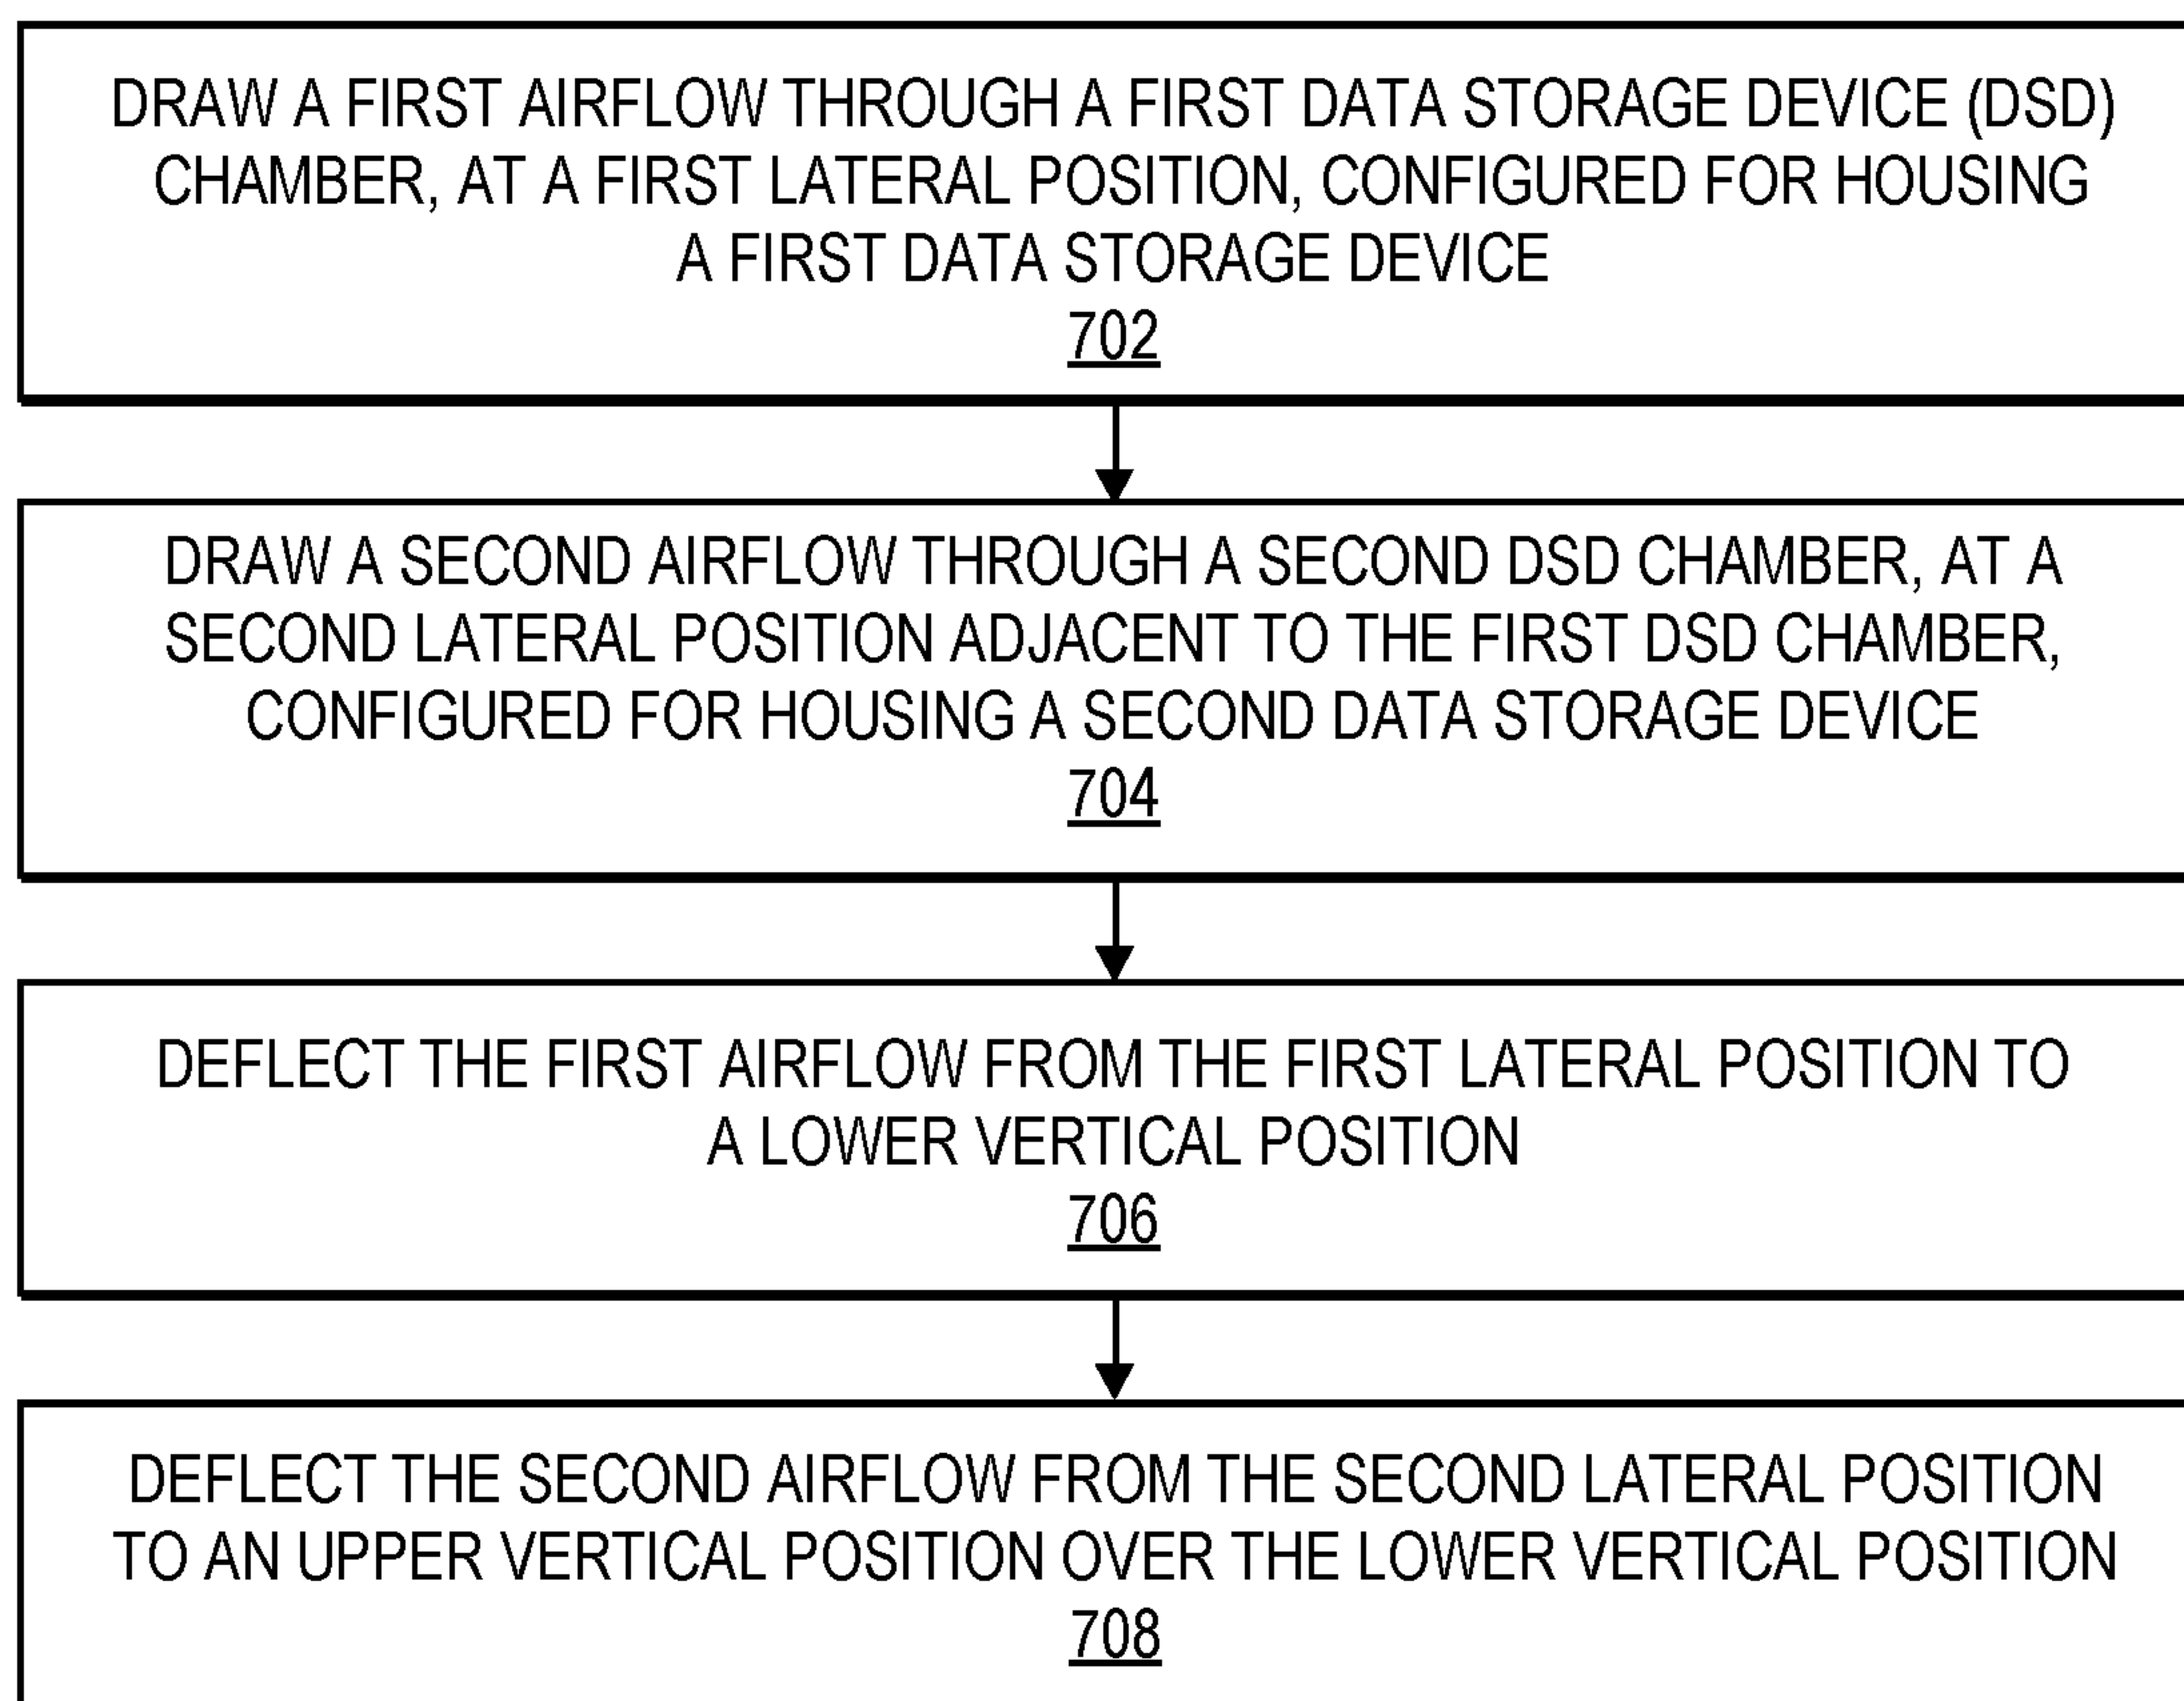 DRAW A FIRST AIRFLOW THROUGH A FIRST DATA STORAGE DEVICE (DSD)
CHAMBER, AT A FIRST LATERAL POSITION, CONFIGURED FOR HOUSING
A FIRST DATA STORAGE DEVICE
702
DRAW A SECOND AIRFLOW THROUGH A SECOND DSD CHAMBER, AT A
SECOND LATERAL POSITION ADJACENT TO THE FIRST DSD CHAMBER,
CONFIGURED FOR HOUSING A SECOND DATA STORAGE DEVICE
704
DEFLECT THE FIRST AIRFLOW FROM THE FIRST LATERAL POSITION TO
A LOWER VERTICAL POSITION
706
DEFLECT THE SECOND AIRFLOW FROM THE SECOND LATERAL POSITION
TO AN UPPER VERTICAL POSITION OVER THE LOWER VERTICAL POSITION
708